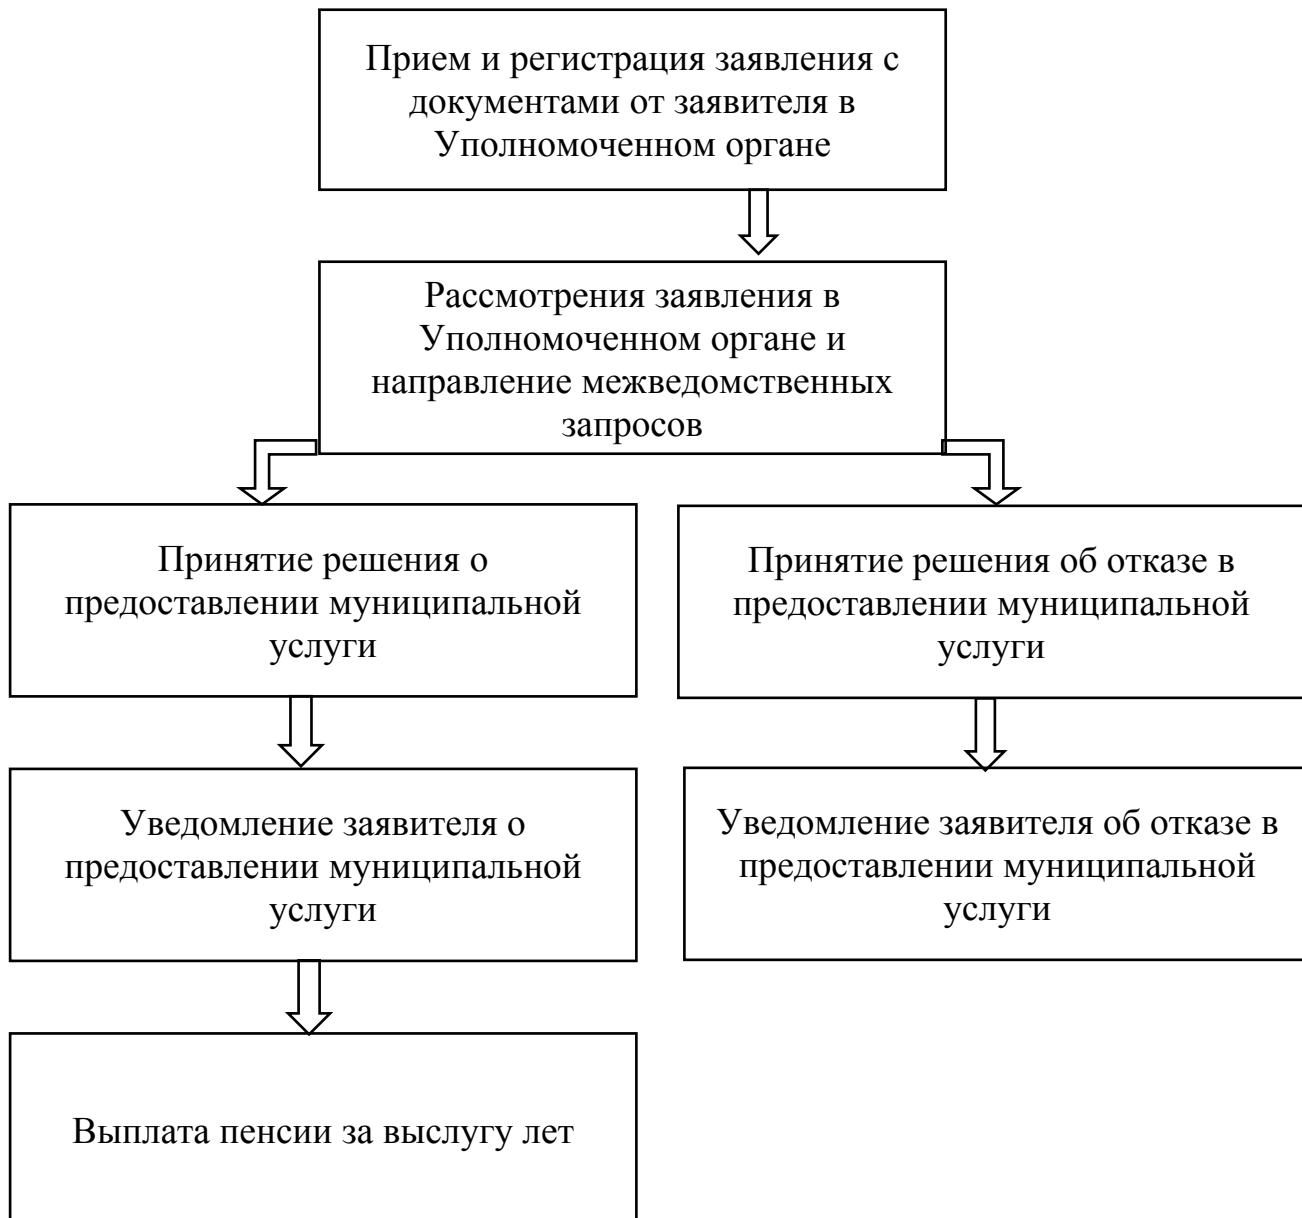 Прием и регистрация заявления с
документами от заявителя в
Уполномоченном органе
Рассмотрения заявления в
Уполномоченном органе и
направление межведомственных
запросов
Принятие решения о
предоставлении муниципальной
услуги
Принятие решения об отказе в
предоставлении муниципальной
услуги
Уведомление заявителя о
предоставлении муниципальной
услуги
Уведомление заявителя об отказе в
предоставлении муниципальной
услуги
Выплата пенсии за выслугу лет